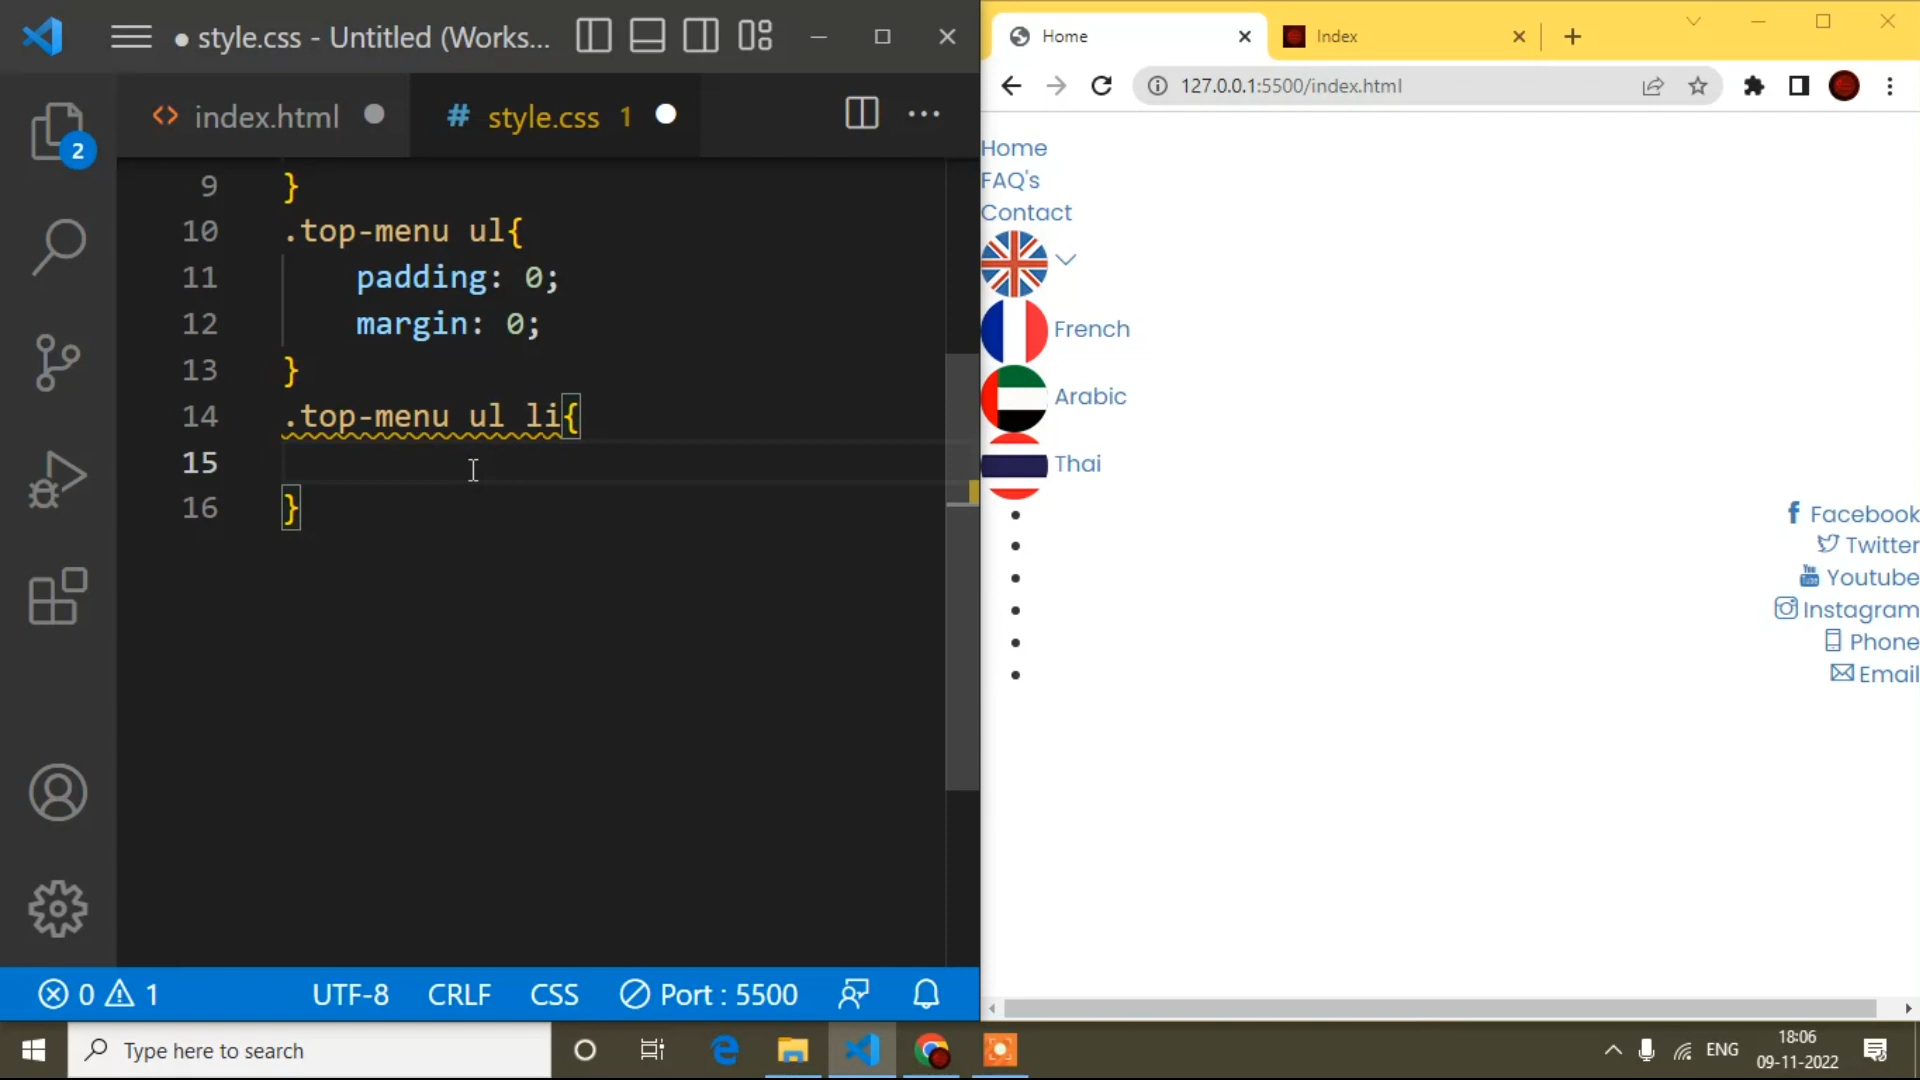 style.css - Untitled (Works...
index.html
# style.css 1
2
9 }
10 .top-menu ul{
11 padding: 0;
12 margin: 0;
13 }
14 .top-menu ul li{
15
16 }
0 1 UTF-8 CRLF CSS Port : 5500
Home
Index
127.0.0.1:5500/index.html
Home
FAQ's
Contact
French
Arabic
Thai
Facebook
Twitter
Youtube
Instagram
Phone
Email
Type here to search
ENG
18:06
09-11-2022